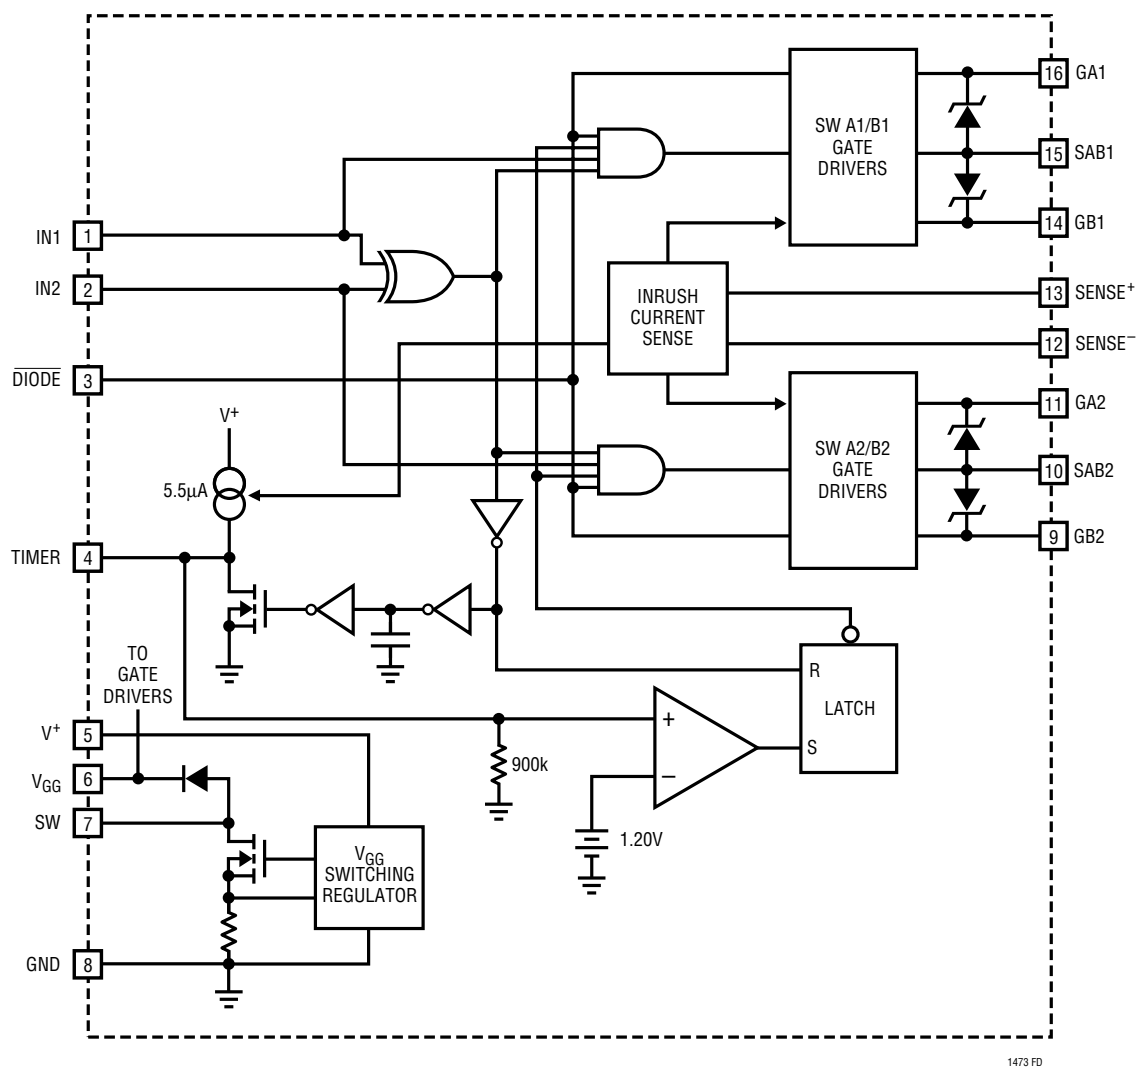 16 GA1
SW A1/B1
GATE
DRIVERS
15 SAB1
14 GB1
IN1 1
IN2 2
INRUSH
CURRENT
SENSE
13 SENSE+
12 SENSE–
DIODE 3
11 GA2
V+
SW A2/B2
GATE
DRIVERS
10 SAB2
5.5µA
9 GB2
TIMER 4
TO
GATE
DRIVERS
R
LATCH
S
V+ 5
+
–
900k
VGG 6
SW 7
1.20V
VGG
SWITCHING
REGULATOR
GND 8
1473 FD